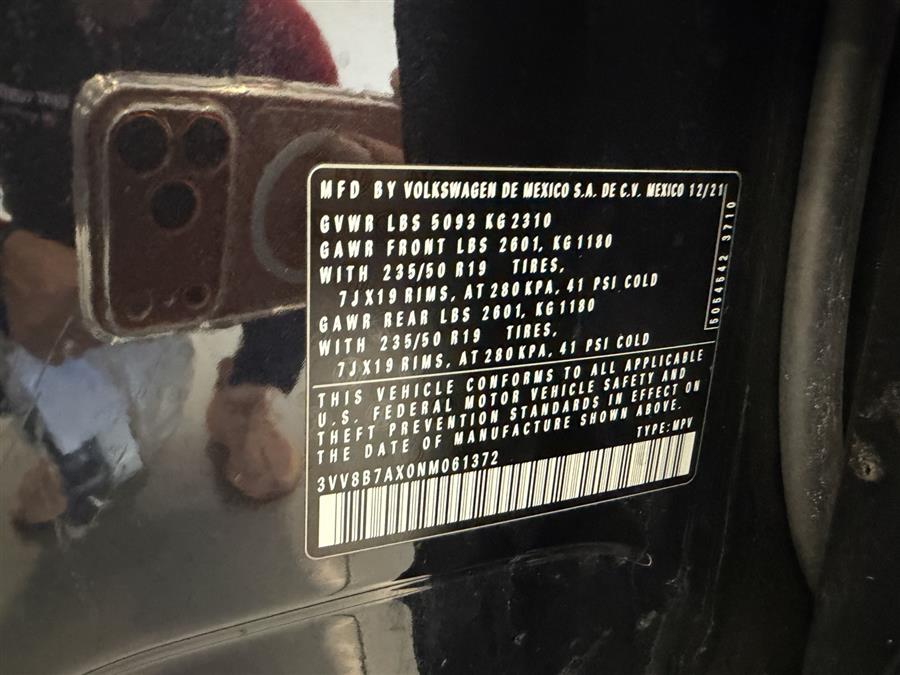 MFD BY VOLKSWAGEN DE MEXICO S.A. DE C.V. MEXICO 12/21
GVWR LBS 5093 KG 2310
GAWR FRONT LBS 2601, KG 1180
WITH 235/50 R19 TIRES,
7J X19 RIMS, AT 280 KPA, 41 PSI COLD
GAWR REAR LBS 2601, KG 1180
WITH 235/50 R19 TIRES,
7J X19 RIMS, AT 280 KPA, 41 PSI COLD
5054642 3710
THIS VEHICLE CONFORMS TO ALL APPLICABLE
U.S. FEDERAL MOTOR VEHICLE SAFETY AND
THEFT PREVENTION STANDARDS IN EFFECT ON
THE DATE OF MANUFACTURE SHOWN ABOVE.
TYPE: MPV
3VV8B7AX0NM061372